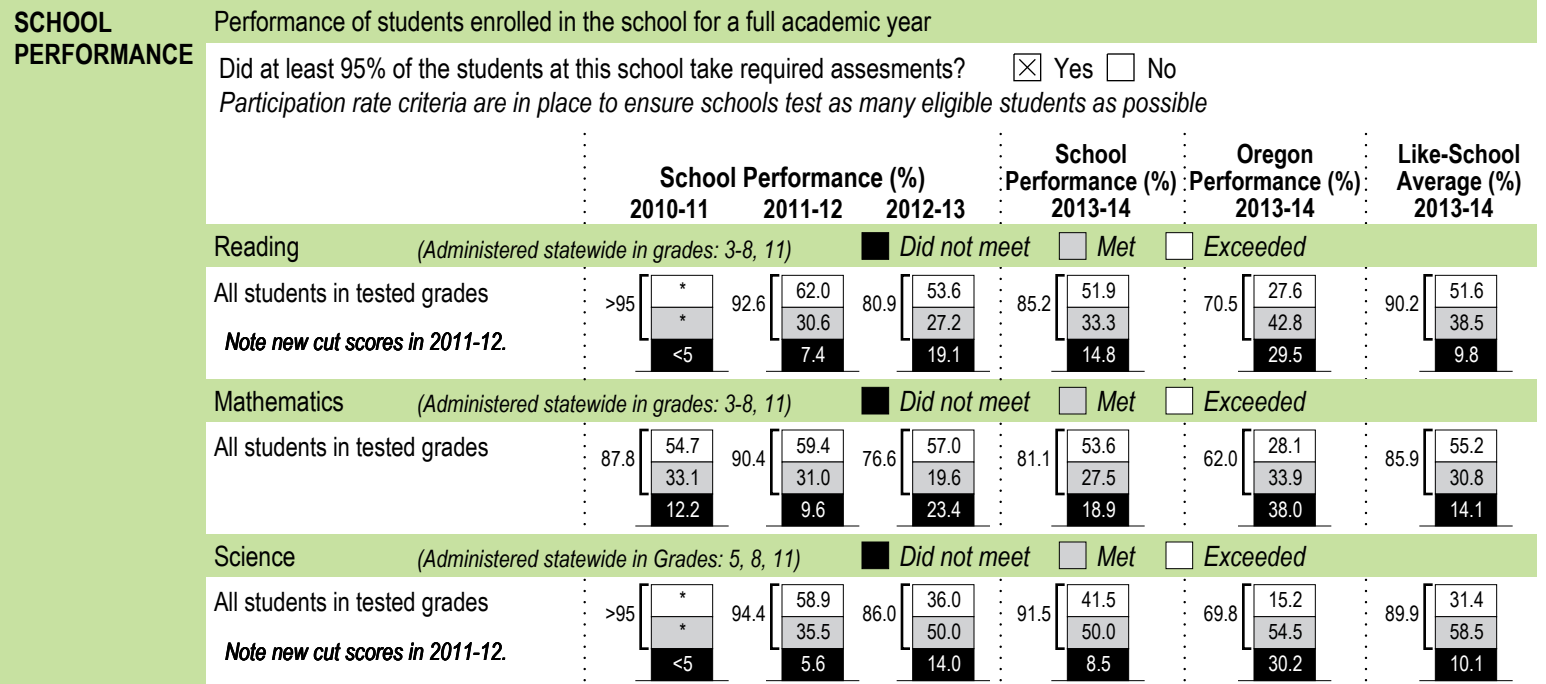 SCHOOL PERFORMANCE
Performance of students enrolled in the school for a full academic year
Did at least 95% of the students at this school take required assesments? Yes No
Participation rate criteria are in place to ensure schools test as many eligible students as possible
School Performance (%) School Performance (%) Oregon Performance (%) Like-School Average (%)
2010-11 2011-12 2012-13 2013-14 2013-14 2013-14
Reading (Administered statewide in grades: 3-8, 11) Did not meet Met Exceeded
All students in tested grades
Note new cut scores in 2011-12.
>95 92.6 80.9 85.2 70.5 90.2
* 62.0 53.6 51.9 27.6 51.6
* 30.6 27.2 33.3 42.8 38.5
<5 7.4 19.1 14.8 29.5 9.8
Mathematics (Administered statewide in grades: 3-8, 11) Did not meet Met Exceeded
All students in tested grades
87.8 90.4 76.6 81.1 62.0 85.9
54.7 59.4 57.0 53.6 28.1 55.2
33.1 31.0 19.6 27.5 33.9 30.8
12.2 9.6 23.4 18.9 38.0 14.1
Science (Administered statewide in Grades: 5, 8, 11) Did not meet Met Exceeded
All students in tested grades
Note new cut scores in 2011-12.
>95 94.4 86.0 91.5 69.8 89.9
* 58.9 36.0 41.5 15.2 31.4
* 35.5 50.0 50.0 54.5 58.5
<5 5.6 14.0 8.5 30.2 10.1